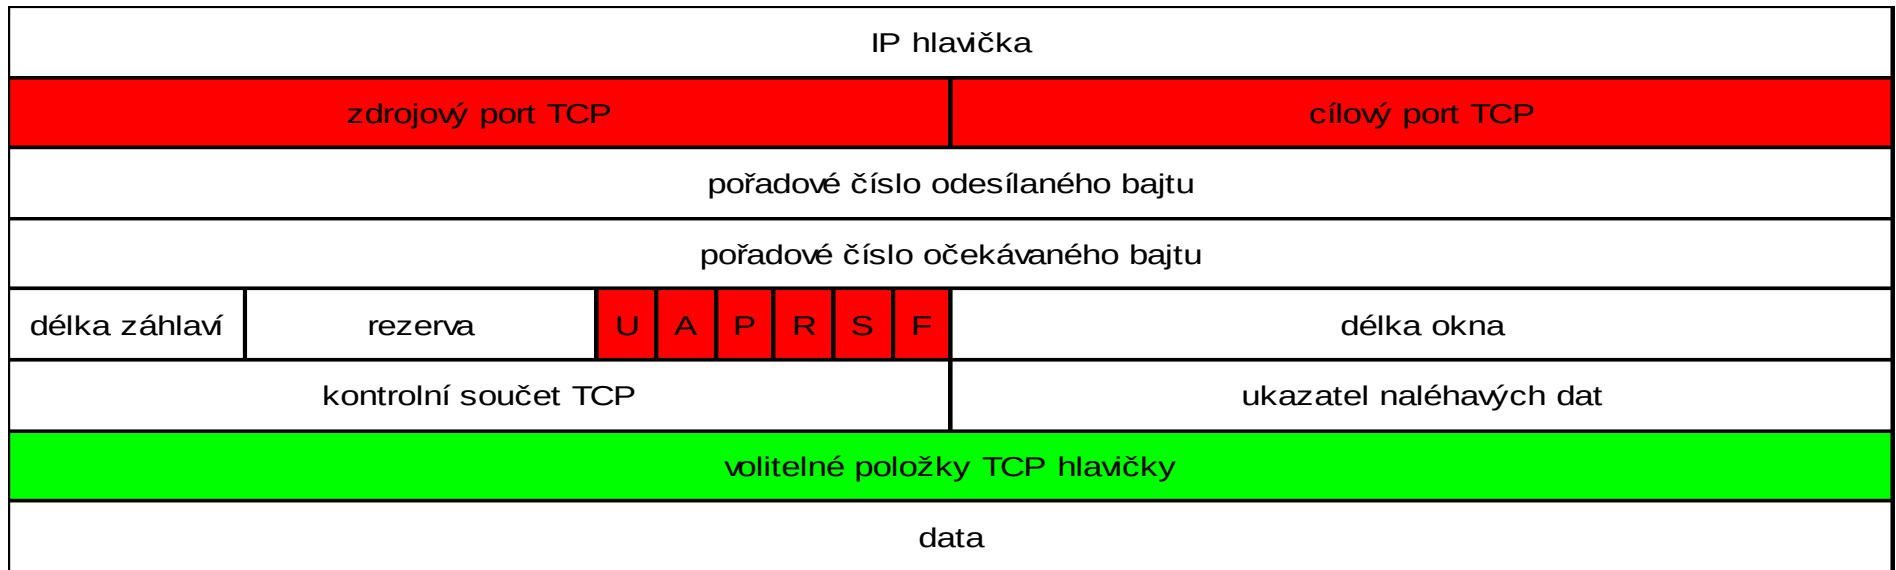 IP hlavička
zdrojový port TCP cílový port TCP
pořadové číslo odesílaného bajtu
pořadové číslo očekávaného bajtu
délka záhlaví rezerva U A P R S F délka okna
kontrolní součet TCP ukazatel naléhavých dat
volitelné položky TCP hlavičky
data